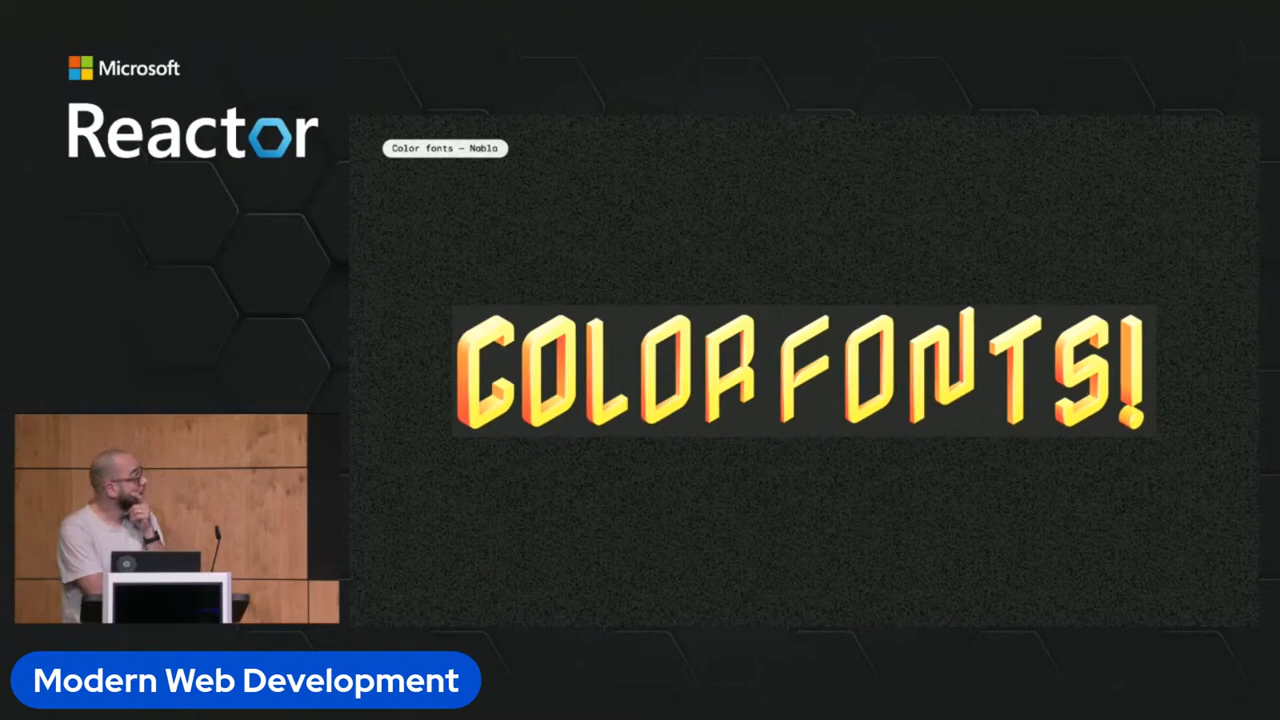 Microsoft
Reactor
Color fonts — Nabla
COLOR FONTS!
Modern Web Development